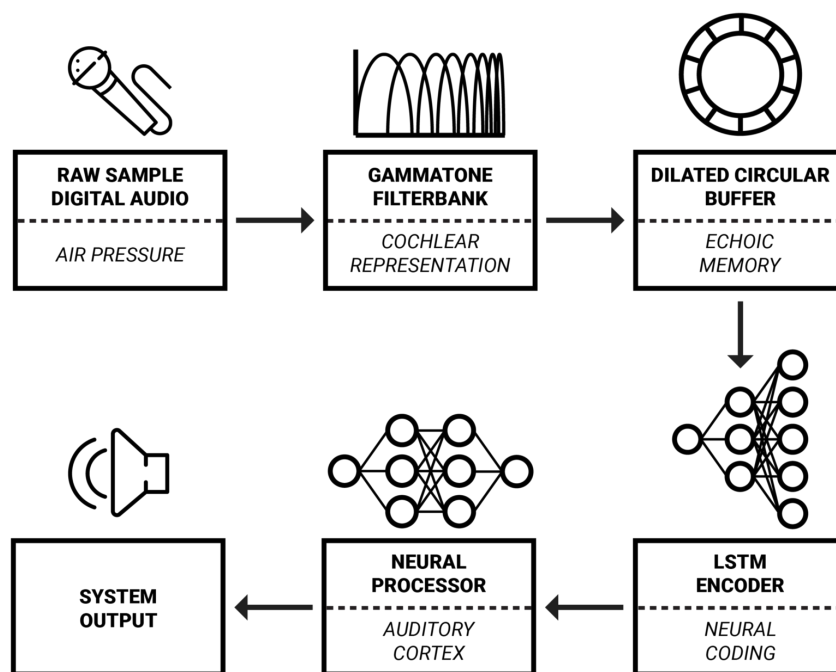 RAW SAMPLE
DIGITAL AUDIO
AIR PRESSURE
GAMMATONE
FILTERBANK
COCHLEAR
REPRESENTATION
DILATED CIRCULAR
BUFFER
ECHOIC
MEMORY
LSTM
ENCODER
NEURAL
CODING
NEURAL
PROCESSOR
AUDITORY
CORTEX
SYSTEM
OUTPUT